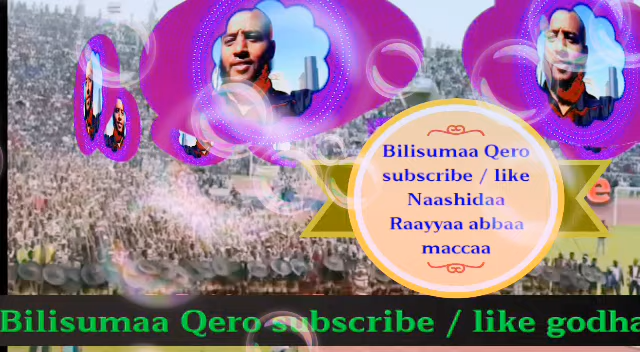 Bilisumaa Qero
subscribe / like
Naashidaa
Raayyaa abbaa
maccaa
e
Bilisumaa Qero subscribe / like godha